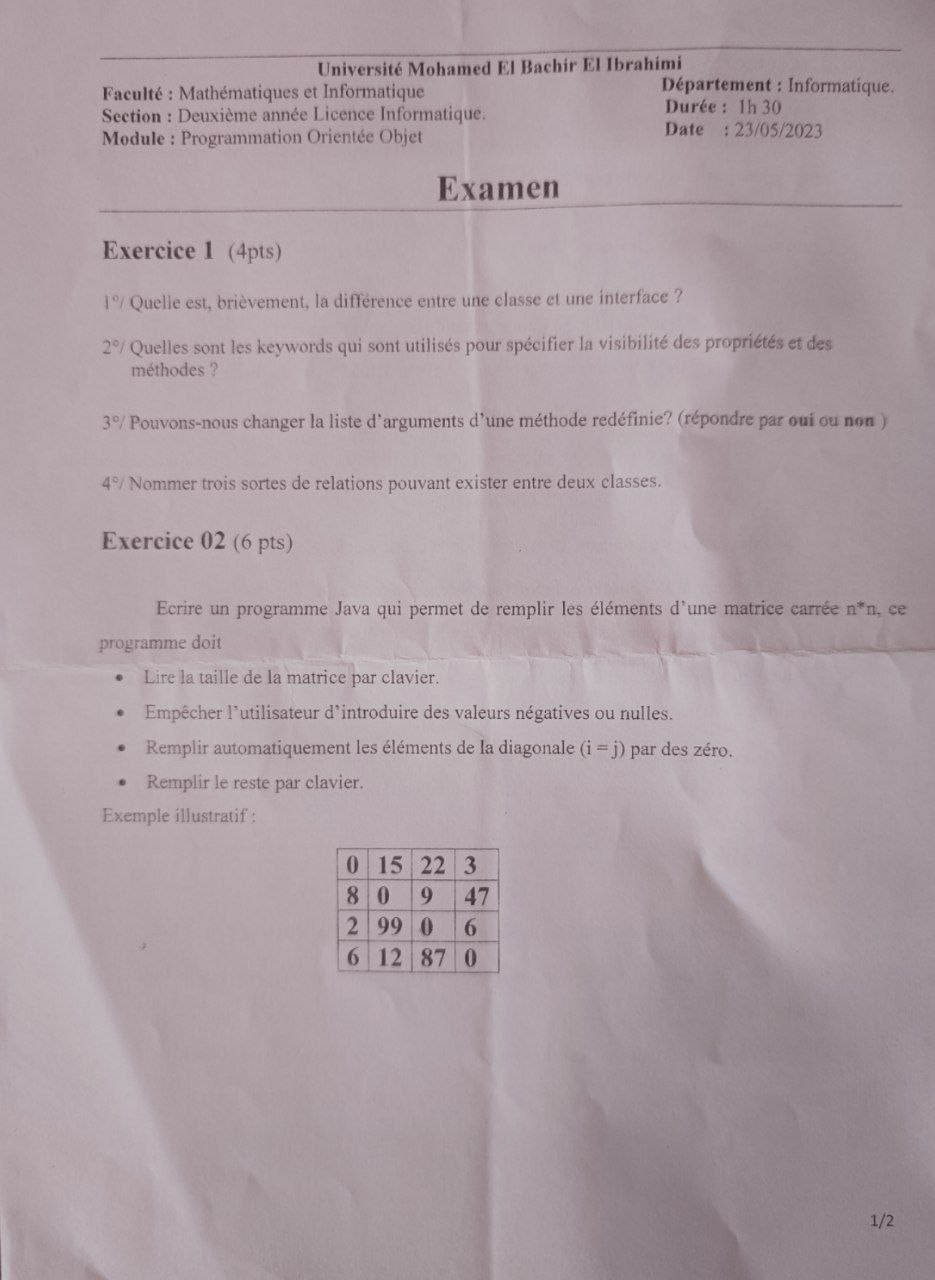 Université Mohamed El Bachir El Ibrahimi
Faculté : Mathématiques et Informatique
Département : Informatique.
Section : Deuxième année Licence Informatique.
Durée : 1h 30
Module : Programmation Orientée Objet
Date : 23/05/2023
Examen
Exercice 1 (4pts)
1°/ Quelle est, brièvement, la différence entre une classe et une interface ?
2°/ Quelles sont les keywords qui sont utilisés pour spécifier la visibilité des propriétés et des
méthodes ?
3°/ Pouvons-nous changer la liste d'arguments d'une méthode redéfinie? (répondre par oui ou non )
4°/ Nommer trois sortes de relations pouvant exister entre deux classes.
Exercice 02 (6 pts)
Ecrire un programme Java qui permet de remplir les éléments d'une matrice carrée n*n, ce
programme doit
• Lire la taille de la matrice par clavier.
• Empêcher l'utilisateur d'introduire des valeurs négatives ou nulles.
• Remplir automatiquement les éléments de la diagonale (i = j) par des zéro.
• Remplir le reste par clavier.
Exemple illustratif :
0 15 22 3
8 0 9 47
2 99 0 6
6 12 87 0
1/2